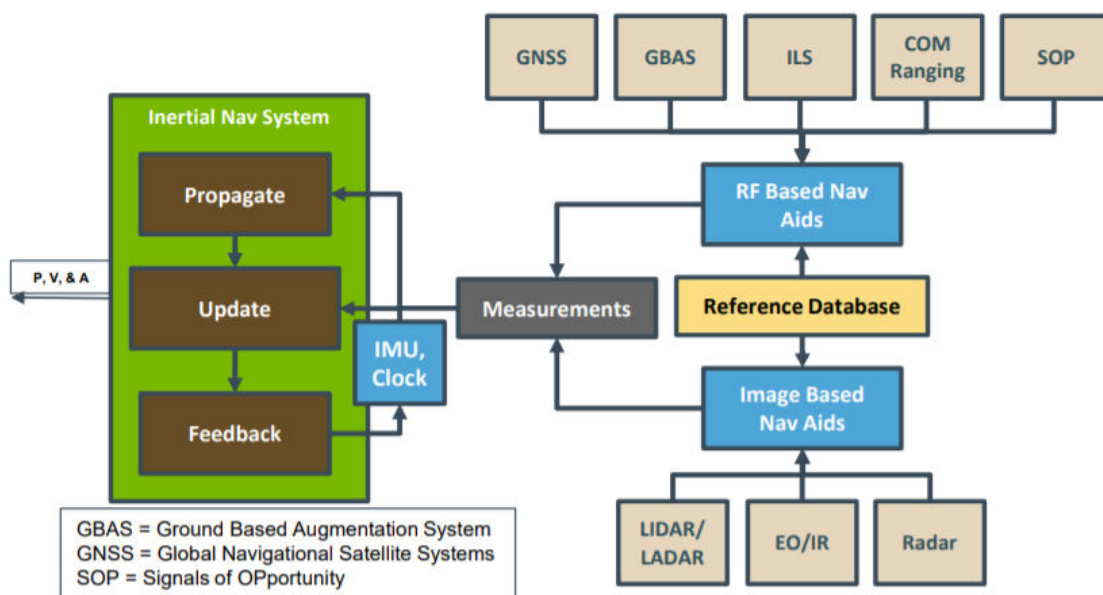 GNSS
GBAS
ILS
COM
Ranging
SOP
Inertial Nav System
Propagate
Update
Feedback
P, V, & A
IMU,
Clock
Measurements
RF Based Nav
Aids
Reference Database
Image Based
Nav Aids
LIDAR/
LADAR
EO/IR
Radar
GBAS = Ground Based Augmentation System
GNSS = Global Navigational Satellite Systems
SOP = Signals of OPportunity